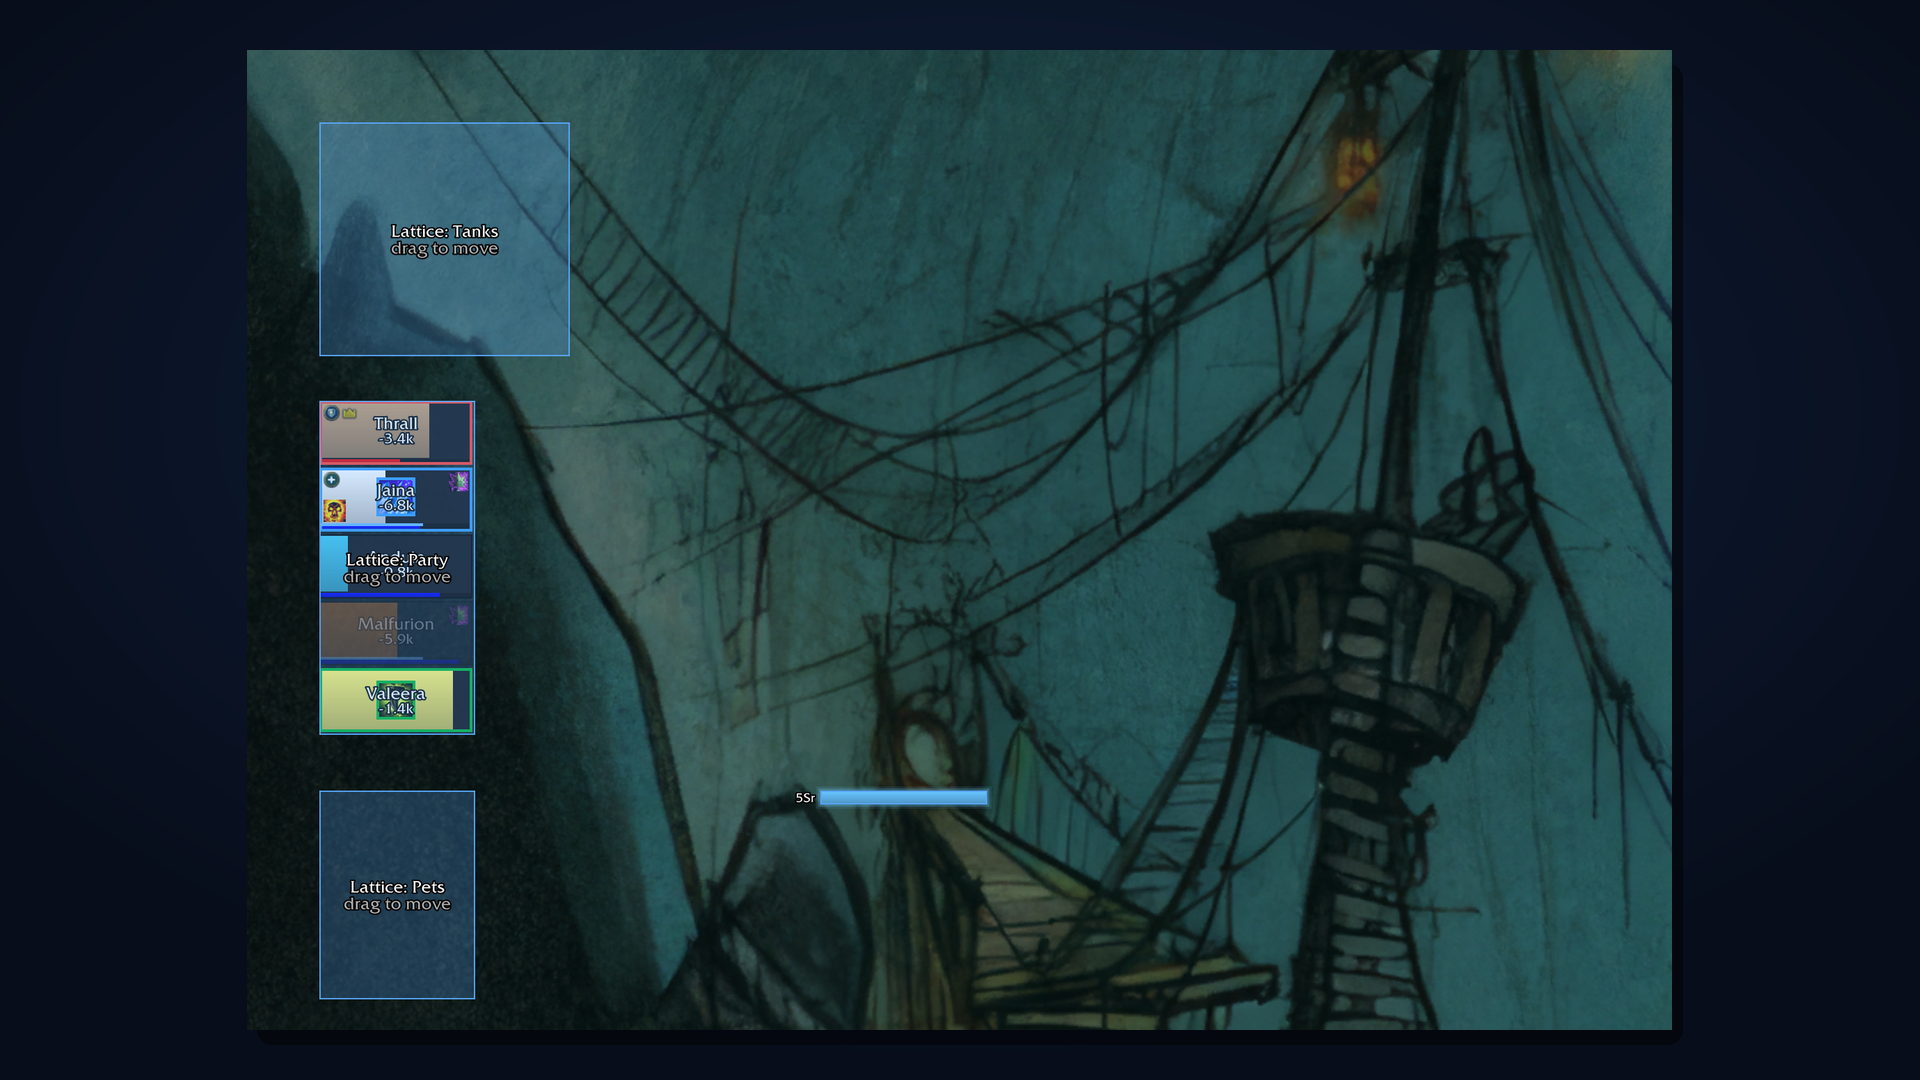 Lattice: Tanks
drag to move
Thrall
-3.4k
Jaina
-6.8k
Lattice: Party
drag to move
Malfurion
-5.9k
Valeera
-1.4k
5Sr
Lattice: Pets
drag to move